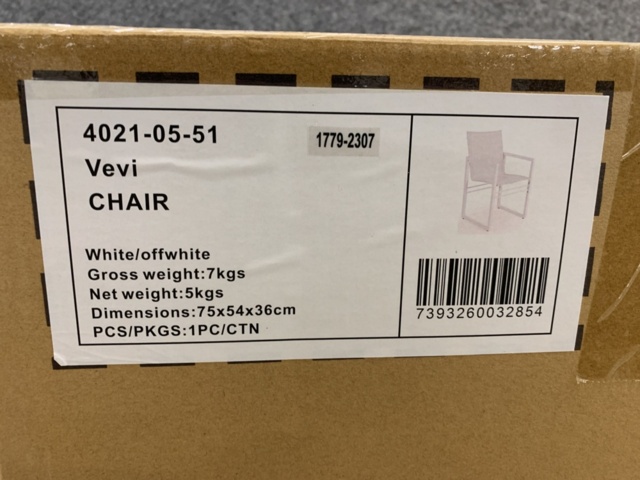 4021-05-51
1779-2307
Vevi
CHAIR
White/offwhite
Gross weight:7kgs
Net weight:5kgs
Dimensions:75x54x36cm
PCS/PKGS:1PC/CTN
7393260032854